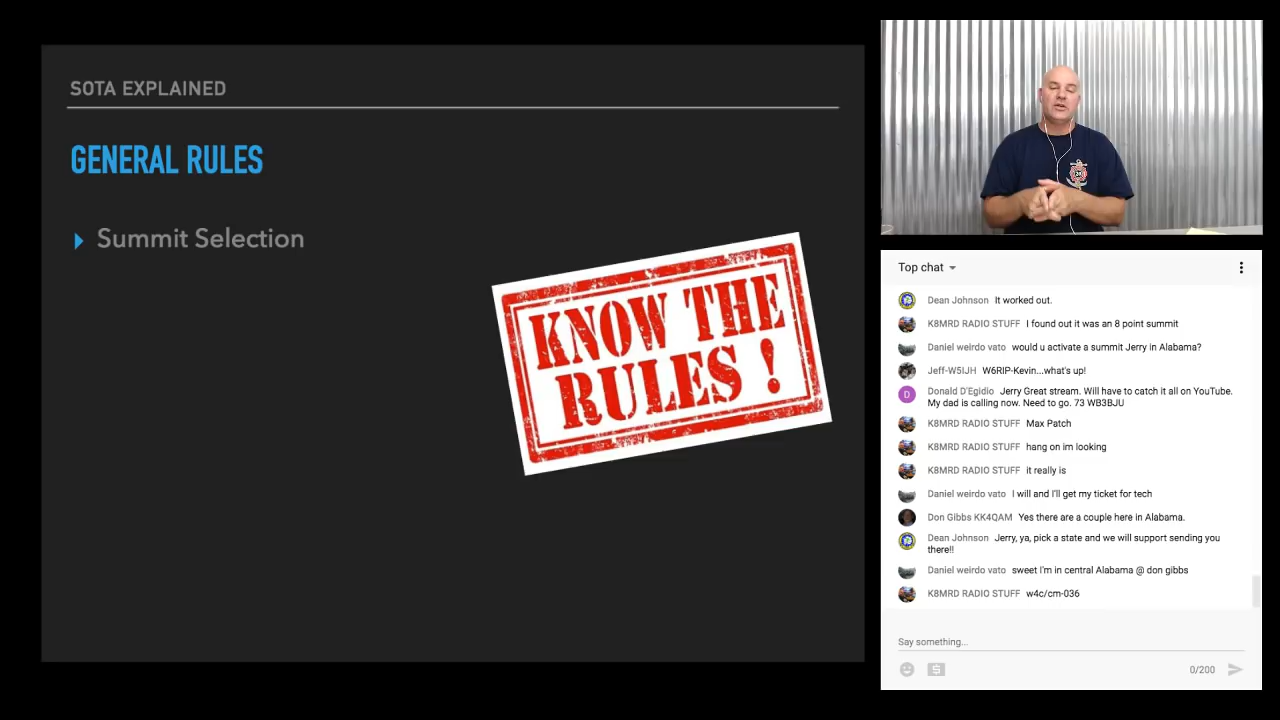 SOTA EXPLAINED
GENERAL RULES
Summit Selection
KNOW THE
RULES!
Top chat
Dean Johnson It worked out.
K8MRD RADIO STUFF I found out it was an 8 point summit
Daniel weirdo vato would u activate a summit Jerry in Alabama?
Jeff-W5IJH W6RIP-Kevin...what's up!
D
Donald D'Egidio Jerry Great stream. Will have to catch it all on YouTube.
My dad is calling now. Need to go. 73 WB3BJU
K8MRD RADIO STUFF Max Patch
K8MRD RADIO STUFF hang on im looking
K8MRD RADIO STUFF it really is
Daniel weirdo vato I will and I'll get my ticket for tech
Don Gibbs KK4QAM Yes there are a couple here in Alabama.
Dean Johnson Jerry, ya, pick a state and we will support sending you
there!!
Daniel weirdo vato sweet I'm in central Alabama @ don gibbs
K8MRD RADIO STUFF w4c/cm-036
Say something...
0/200